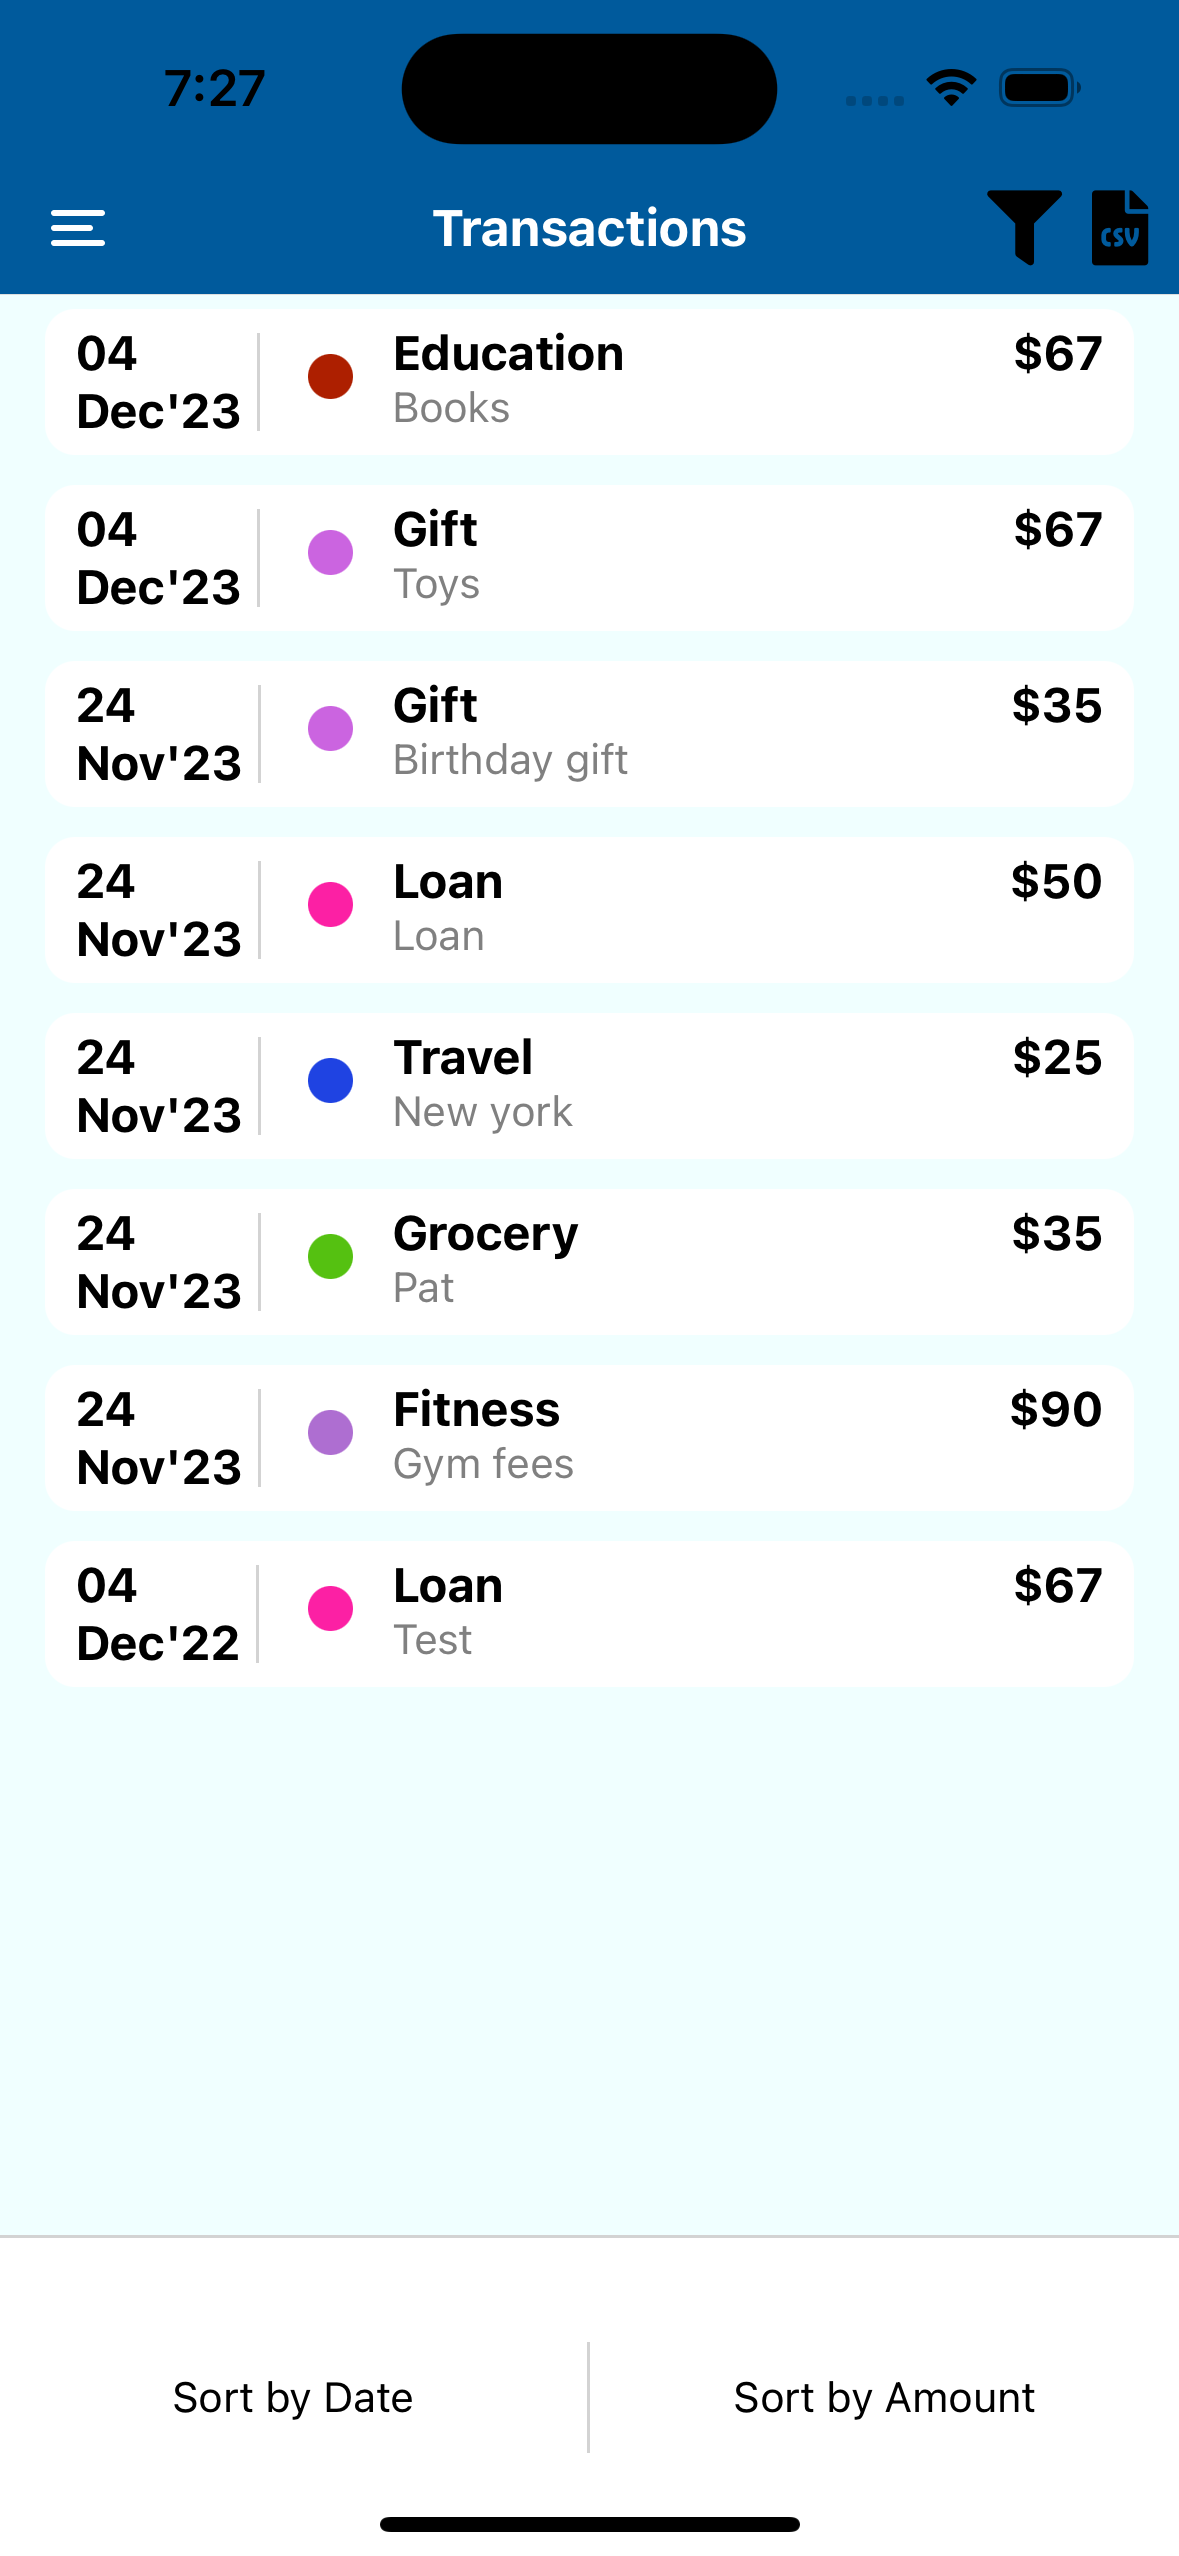 7:27
Transactions
CSV
04
Dec'23
Education
Books
$67
04
Dec'23
Gift
Toys
$67
24
Nov'23
Gift
Birthday gift
$35
24
Nov'23
Loan
Loan
$50
24
Nov'23
Travel
New york
$25
24
Nov'23
Grocery
Pat
$35
24
Nov'23
Fitness
Gym fees
$90
04
Dec'22
Loan
Test
$67
Sort by Date
Sort by Amount